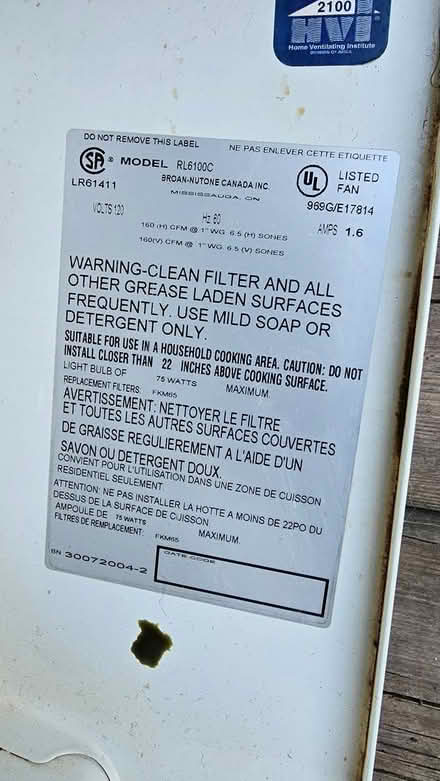 2100
HVI
Home Ventilating Institute
DIVISION OF AMCA
DO NOT REMOVE THIS LABEL
NE PAS ENLEVER CETTE ETIQUETTE
SA ® MODEL RL6100C
LR61411
BROAN-NUTONE CANADA INC.
MISSISSAUGA, ON
UL LISTED
FAN
969G/E17814
VOLTS 120
Hz 60
AMPS 1.6
160 (H) CFM @ .1" WG 6.5 (H) SONES
160(V) CFM @ .1" WG 6.5 (V) SONES
WARNING-CLEAN FILTER AND ALL
OTHER GREASE LADEN SURFACES
FREQUENTLY. USE MILD SOAP OR
DETERGENT ONLY.
SUITABLE FOR USE IN A HOUSEHOLD COOKING AREA. CAUTION: DO NOT
INSTALL CLOSER THAN 22 INCHES ABOVE COOKING SURFACE.
LIGHT BULB OF 75 WATTS MAXIMUM.
REPLACEMENT FILTERS: FKM65
AVERTISSEMENT: NETTOYER LE FILTRE
ET TOUTES LES AUTRES SURFACES COUVERTES
DE GRAISSE REGULIEREMENT A L'AIDE D'UN
SAVON OU DETERGENT DOUX.
CONVIENT POUR L'UTILISATION DANS UNE ZONE DE CUISSON
RESIDENTIEL SEULEMENT.
ATTENTION: NE PAS INSTALLER LA HOTTE A MOINS DE 22PO DU
DESSUS DE LA SURFACE DE CUISSON
AMPOULE DE 75 WATTS MAXIMUM.
FILTRES DE REMPLACEMENT: FKM65
BN 30072004-2
DATE CODE